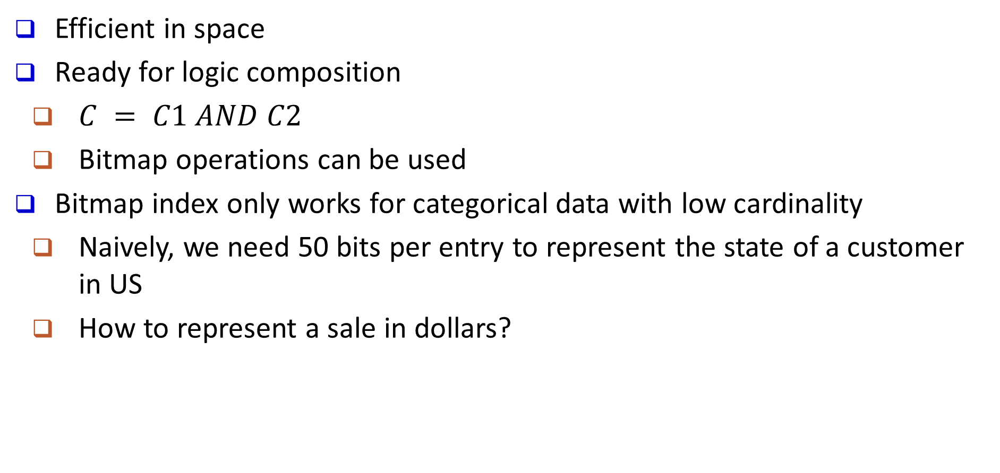 Efficient in space
Ready for logic composition
C = C1 AND C2
Bitmap operations can be used
Bitmap index only works for categorical data with low cardinality
Naively, we need 50 bits per entry to represent the state of a customer
in US
How to represent a sale in dollars?